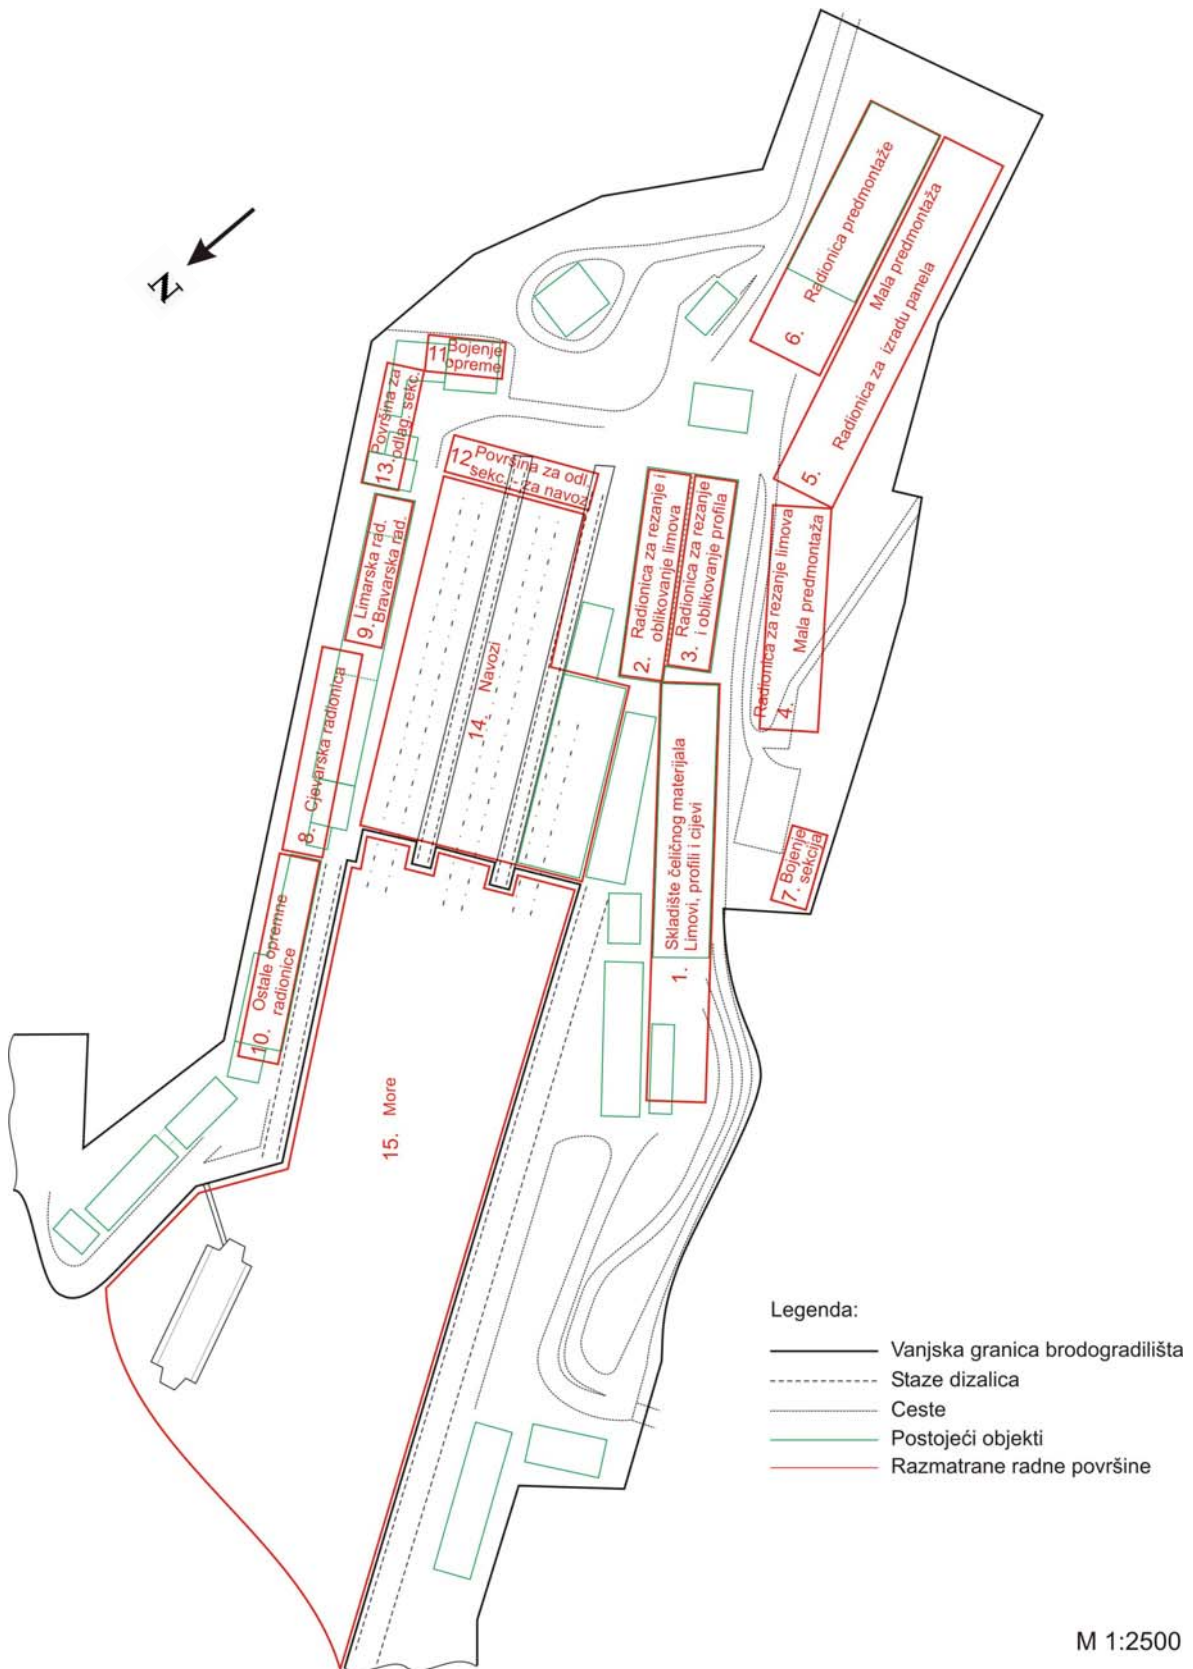 N
6. Radionica predmontaže
Mala predmontaža
5. Radionica za izradu panela
11.
Bojenje
opreme
13.
Površina za
odlag. sekc.
12.
Površina za odl.
sekc. - za navoz
9.
Limarska rad.
Bravarska rad.
2.
Radionica za rezanje i
oblikovanje limova
3.
Radionica za rezanje
i oblikovanje profila
Radionica za rezanje limova
4. Mala predmontaža
14. Navozi
8. Cjevarska radionica
7.
Bojenje
sekcija
1.
Skladište čeličnog materijala
Limovi, profili i cijevi
10.
Ostale opremne
radionice
15. More
Legenda:
Vanjska granica brodogradilišta
Staze dizalica
Ceste
Postojeći objekti
Razmatrane radne površine
M 1:2500